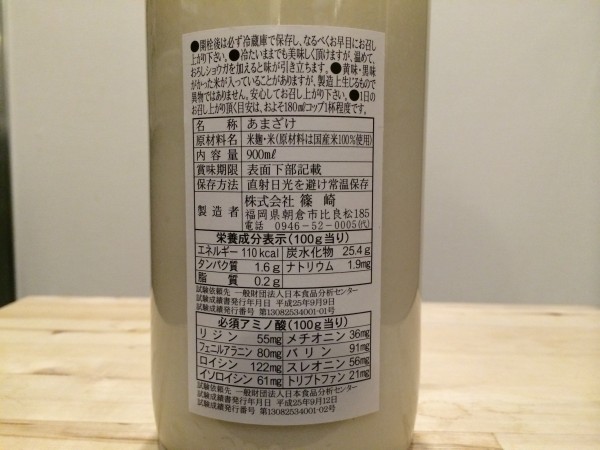 ●開栓後は必ず冷蔵庫で保存し、なるべくお早目にお召し
上がり下さい。●冷たいままでも美味しく頂けますが、温めて、
おろしショウガを加えると味が引き立ちます。●黄味・黒味
がかった米が入っていることがありますが、製造上生じるもので
異物ではありません。安心してお召し上がり下さい。●1日の
お召し上がり頂く目安は、およそ180mlコップ1杯程度です。
名称 あまざけ
原材料名 米麹・米(原材料は国産米100%使用)
内容量 900ml
賞味期限 表面下部記載
保存方法 直射日光を避け常温保存
製造者 株式会社 篠崎
福岡県朝倉市比良松185
電話 0946-52-0005(代)
栄養成分表示(100g当り)
エネルギー 110kcal 炭水化物 25.4g
タンパク質 1.6g ナトリウム 1.9mg
脂質 0.2g
試験依頼先 一般財団法人日本食品分析センター
試験成績書発行年月日 平成25年9月9日
試験成績書番号 第13082534001-01号
必須アミノ酸(100g当り)
リジン 55mg メチオニン 36mg
フェニルアラニン 80mg バリン 91mg
ロイシン 122mg スレオニン 56mg
イソロイシン 61mg トリプトファン 21mg
試験依頼先 一般財団法人日本食品分析センター
試験成績書発行年月日 平成25年9月12日
試験成績書番号 第13082534001-02号